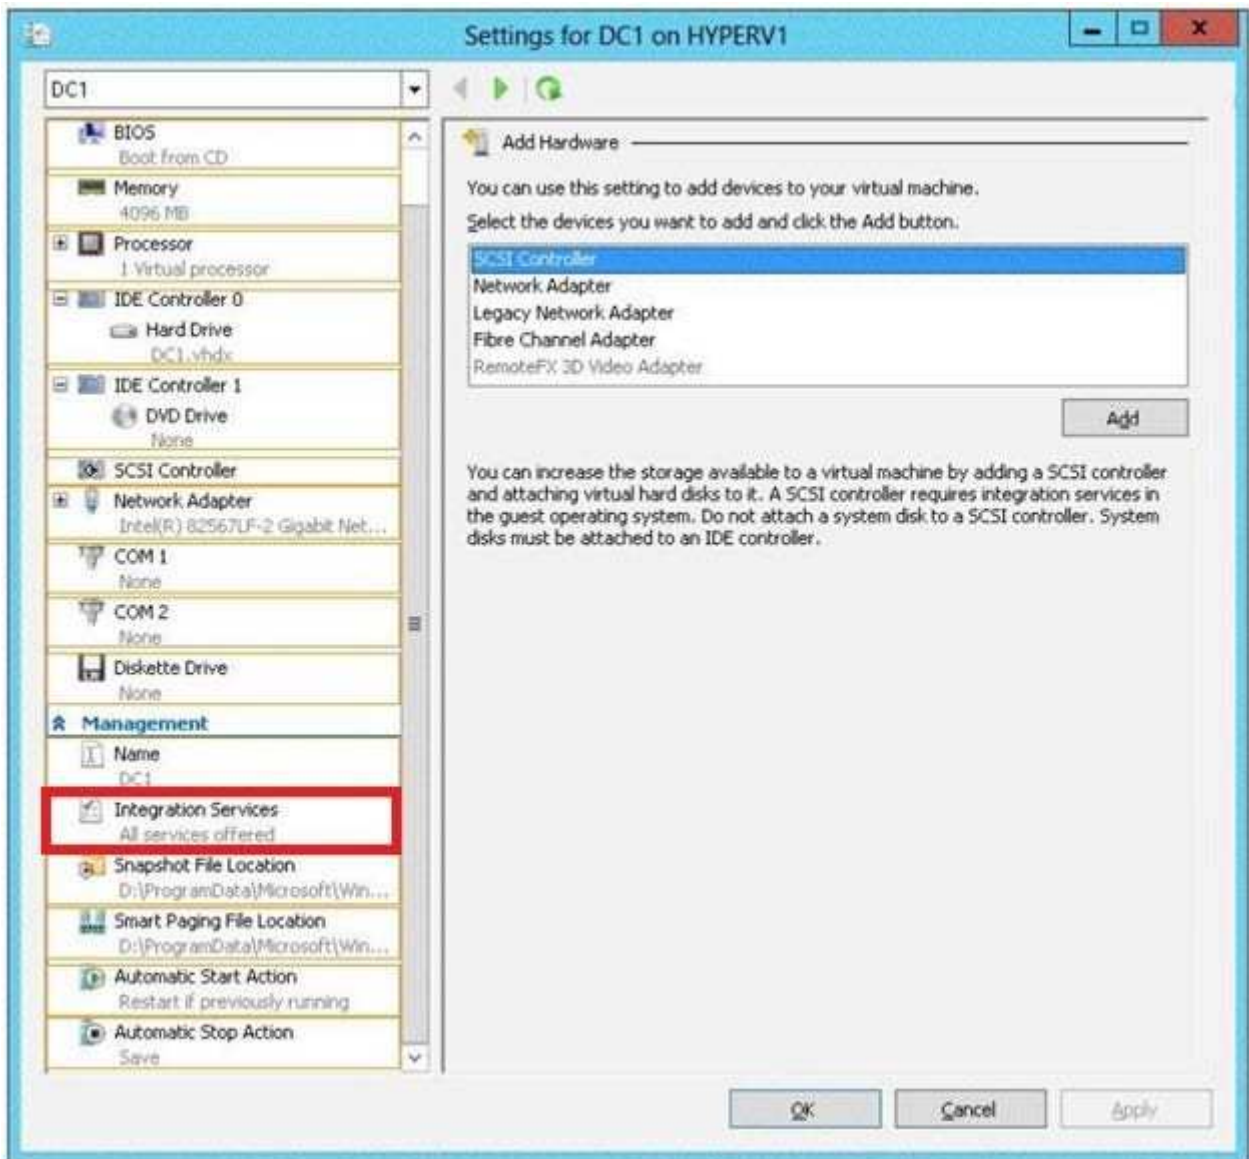 Settings for DC1 on HYPERV1
DC1
BIOS
Boot from CD
Memory
4096 MB
Processor
1 Virtual processor
IDE Controller 0
Hard Drive
DC1.vhdx
IDE Controller 1
DVD Drive
None
SCSI Controller
Network Adapter
Intel(R) 82567LF-2 Gigabit Net...
COM 1
None
COM 2
None
Diskette Drive
None
Management
Name
DC1
Integration Services
All services offered
Snapshot File Location
D:\ProgramData\Microsoft\Win...
Smart Paging File Location
D:\ProgramData\Microsoft\Win...
Automatic Start Action
Restart if previously running
Automatic Stop Action
Save
Add Hardware
You can use this setting to add devices to your virtual machine.
Select the devices you want to add and click the Add button.
SCSI Controller
Network Adapter
Legacy Network Adapter
Fibre Channel Adapter
RemoteFX 3D Video Adapter
Add
You can increase the storage available to a virtual machine by adding a SCSI controller
and attaching virtual hard disks to it. A SCSI controller requires integration services in
the guest operating system. Do not attach a system disk to a SCSI controller. System
disks must be attached to an IDE controller.
OK
Cancel
Apply